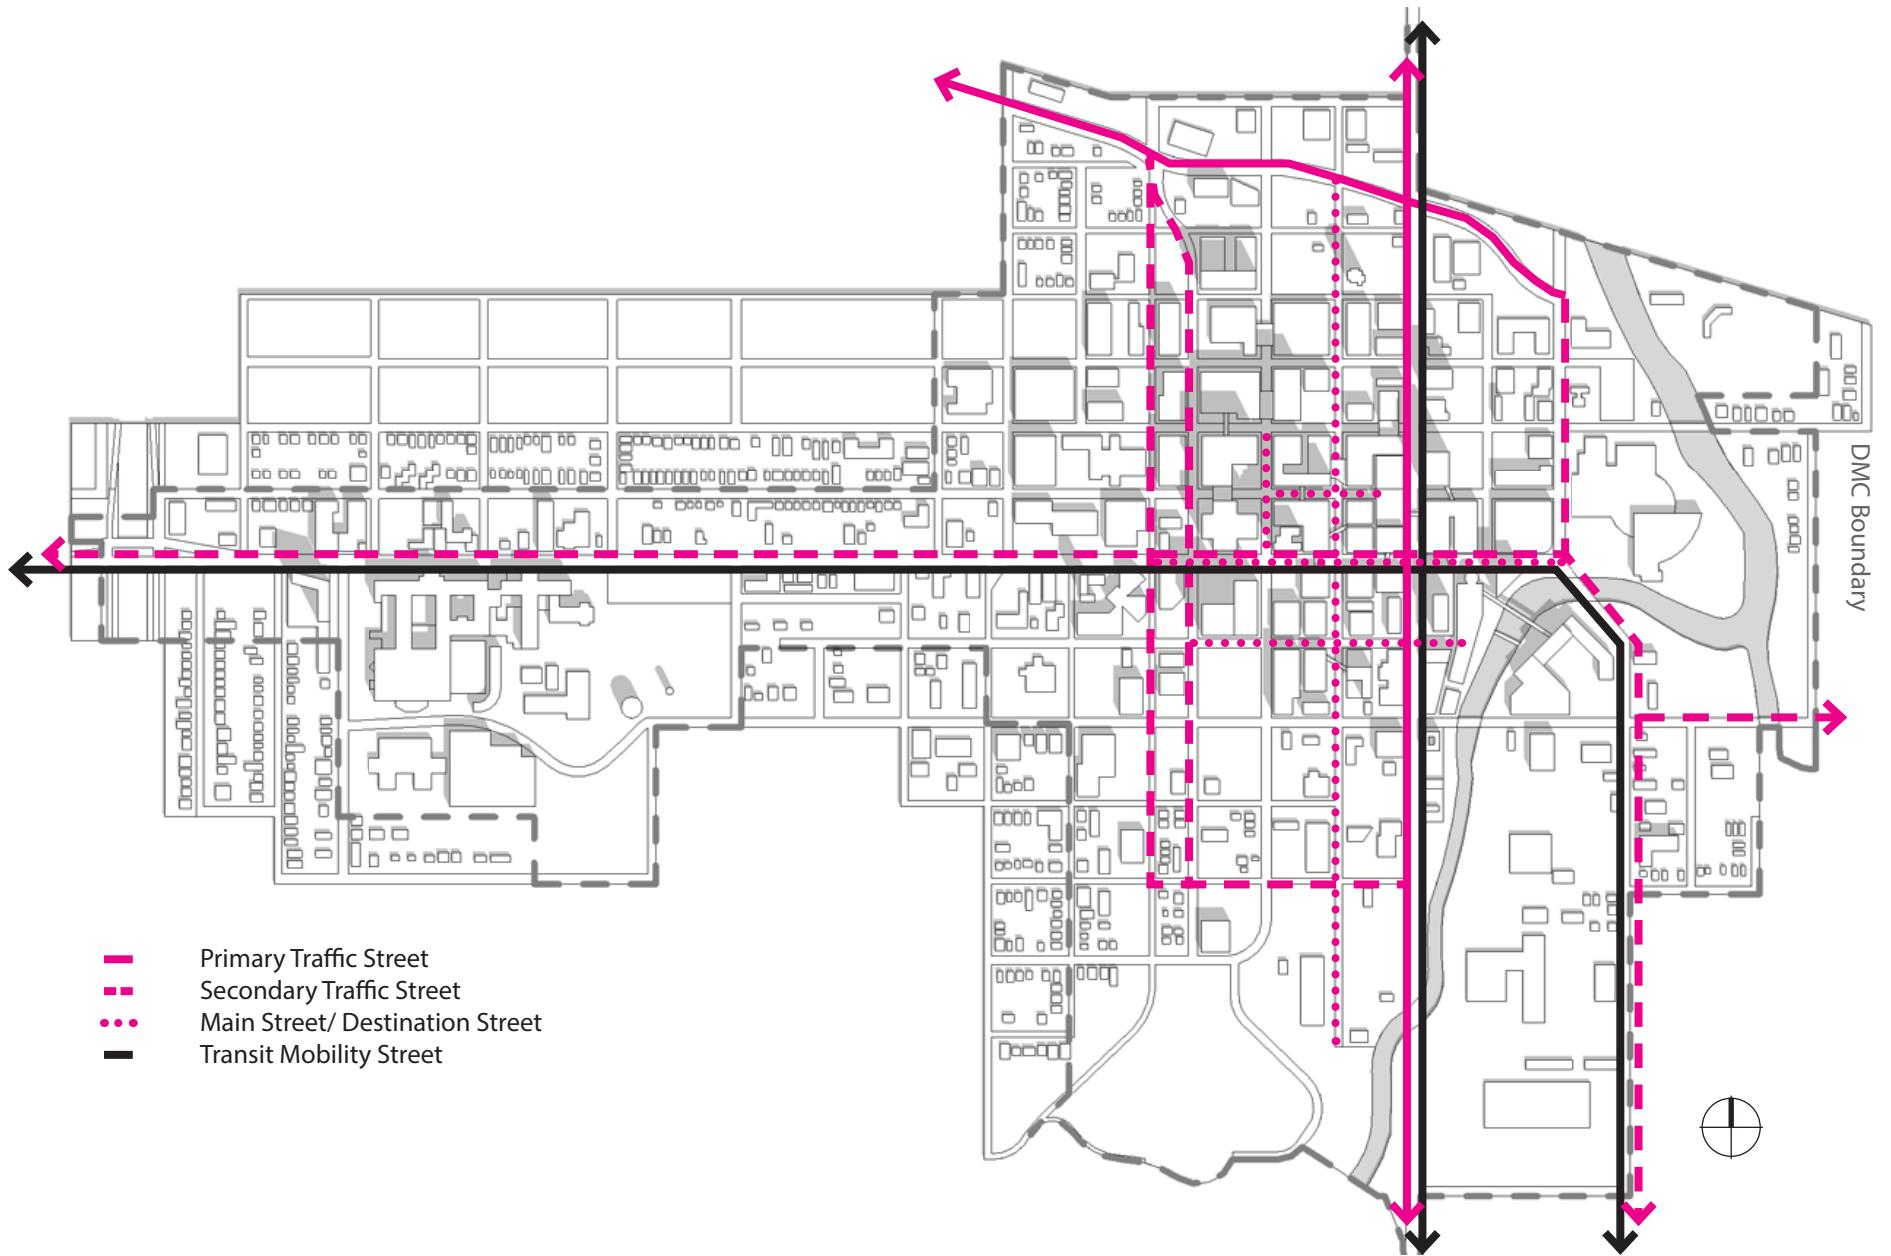 DMC Boundary
Primary Traffic Street
Secondary Traffic Street
Main Street/ Destination Street
Transit Mobility Street